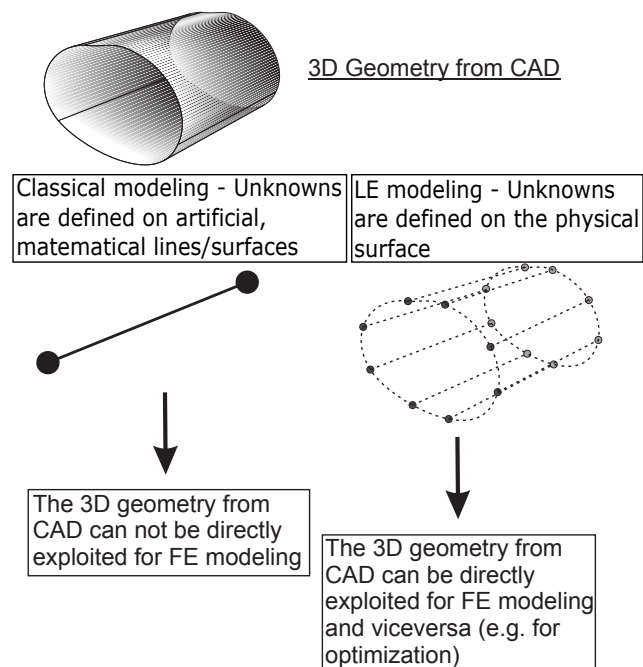 3D Geometry from CAD
Classical modeling - Unknowns
are defined on artificial,
matematical lines/surfaces
LE modeling - Unknowns
are defined on the physical
surface
The 3D geometry from
CAD can not be directly
exploited for FE modeling
The 3D geometry from
CAD can be directly
exploited for FE modeling
and viceversa (e.g. for
optimization)